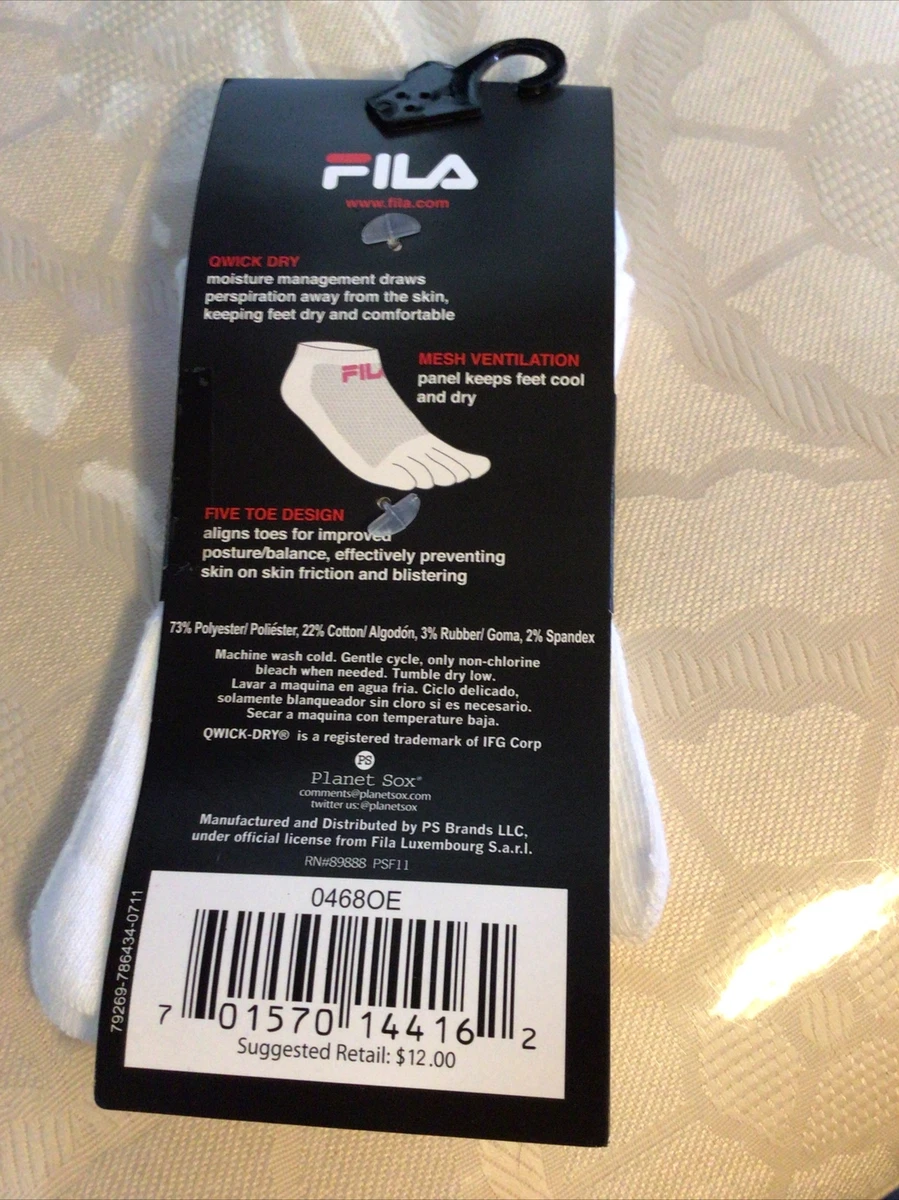 FILA
www.fila.com
QWICK DRY
moisture management draws
perspiration away from the skin,
keeping feet dry and comfortable
FIL
MESH VENTILATION
panel keeps feet cool
and dry
FIVE TOE DESIGN
aligns toes for improved
posture/balance, effectively preventing
skin on skin friction and blistering
73% Polyester/ Poliéster, 22% Cotton/ Algodón, 3% Rubber/ Goma, 2% Spandex
Machine wash cold. Gentle cycle, only non-chlorine
bleach when needed. Tumble dry low.
Lavar a maquina en agua fria. Ciclo delicado,
solamente blanqueador sin cloro si es necesario.
Secar a maquina con temperature baja.
QWICK-DRY® is a registered trademark of IFG Corp
PS
Planet Sox®
comments@planetsox.com
twitter us:@planetsox
Manufactured and Distributed by PS Brands LLC,
under official license from Fila Luxembourg S.a.r.l.
RN#89888 PSF11
79269-786434-0711
0468OE
7 01570 14416 2
Suggested Retail: $12.00